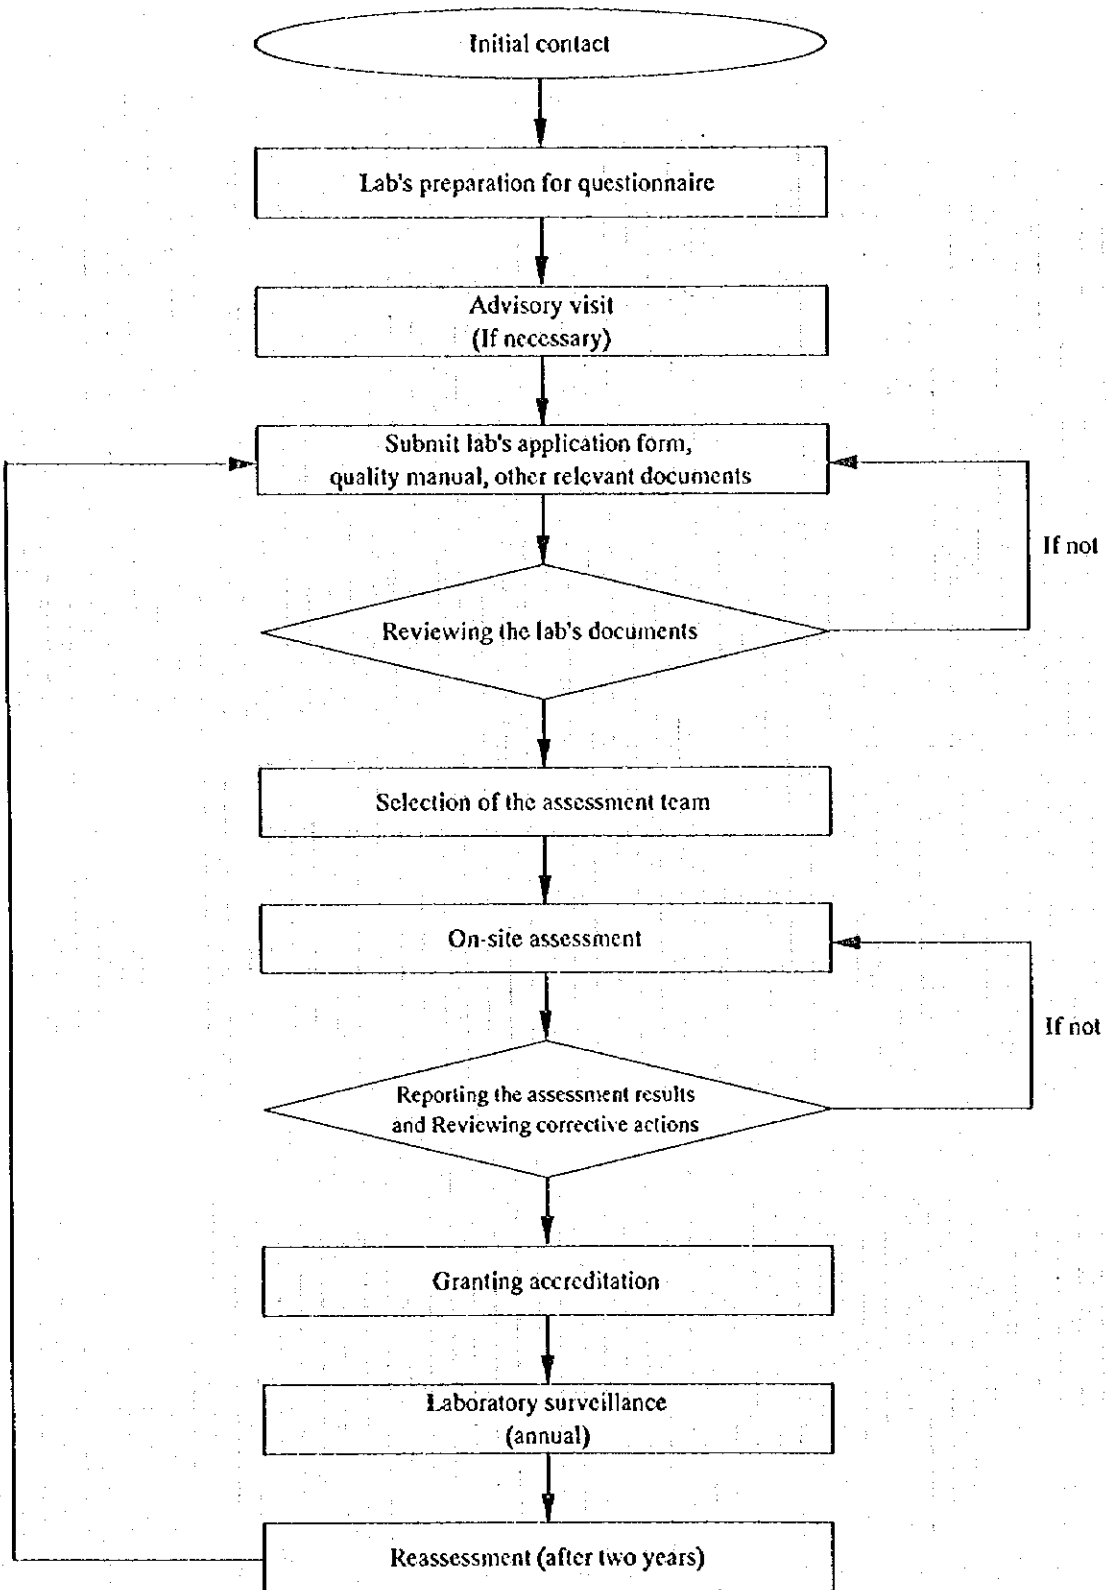 Initial contact
Lab's preparation for questionnaire
Advisory visit
(If necessary)
Submit lab's application form,
quality manual, other relevant documents
If not
Reviewing the lab's documents
Selection of the assessment team
On-site assessment
If not
Reporting the assessment results
and Reviewing corrective actions
Granting accreditation
Laboratory surveillance
(annual)
Reassessment (after two years)